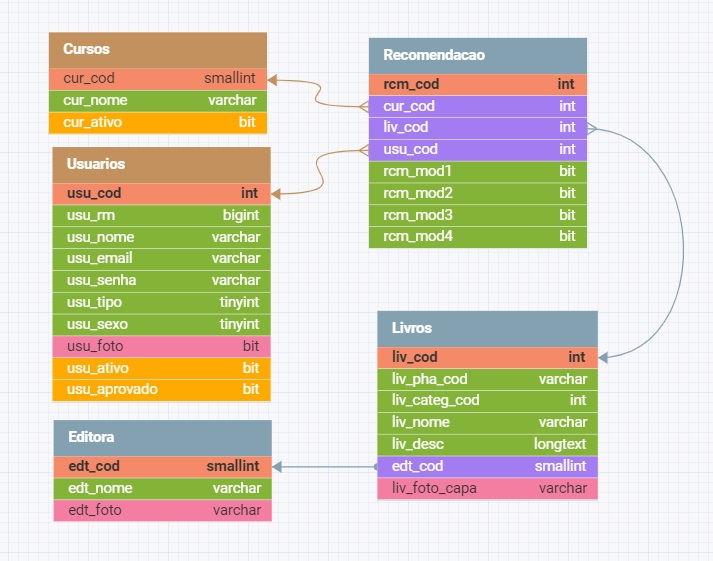 Cursos
cur_cod smallint
cur_nome varchar
cur_ativo bit
Usuarios
usu_cod int
usu_rm bigint
usu_nome varchar
usu_email varchar
usu_senha varchar
usu_tipo tinyint
usu_sexo tinyint
usu_foto bit
usu_ativo bit
usu_aprovado bit
Editora
edt_cod smallint
edt_nome varchar
edt_foto varchar
Recomendacao
rcm_cod int
cur_cod int
liv_cod int
usu_cod int
rcm_mod1 bit
rcm_mod2 bit
rcm_mod3 bit
rcm_mod4 bit
Livros
liv_cod int
liv_pha_cod varchar
liv_categ_cod int
liv_nome varchar
liv_desc longtext
edt_cod smallint
liv_foto_capa varchar